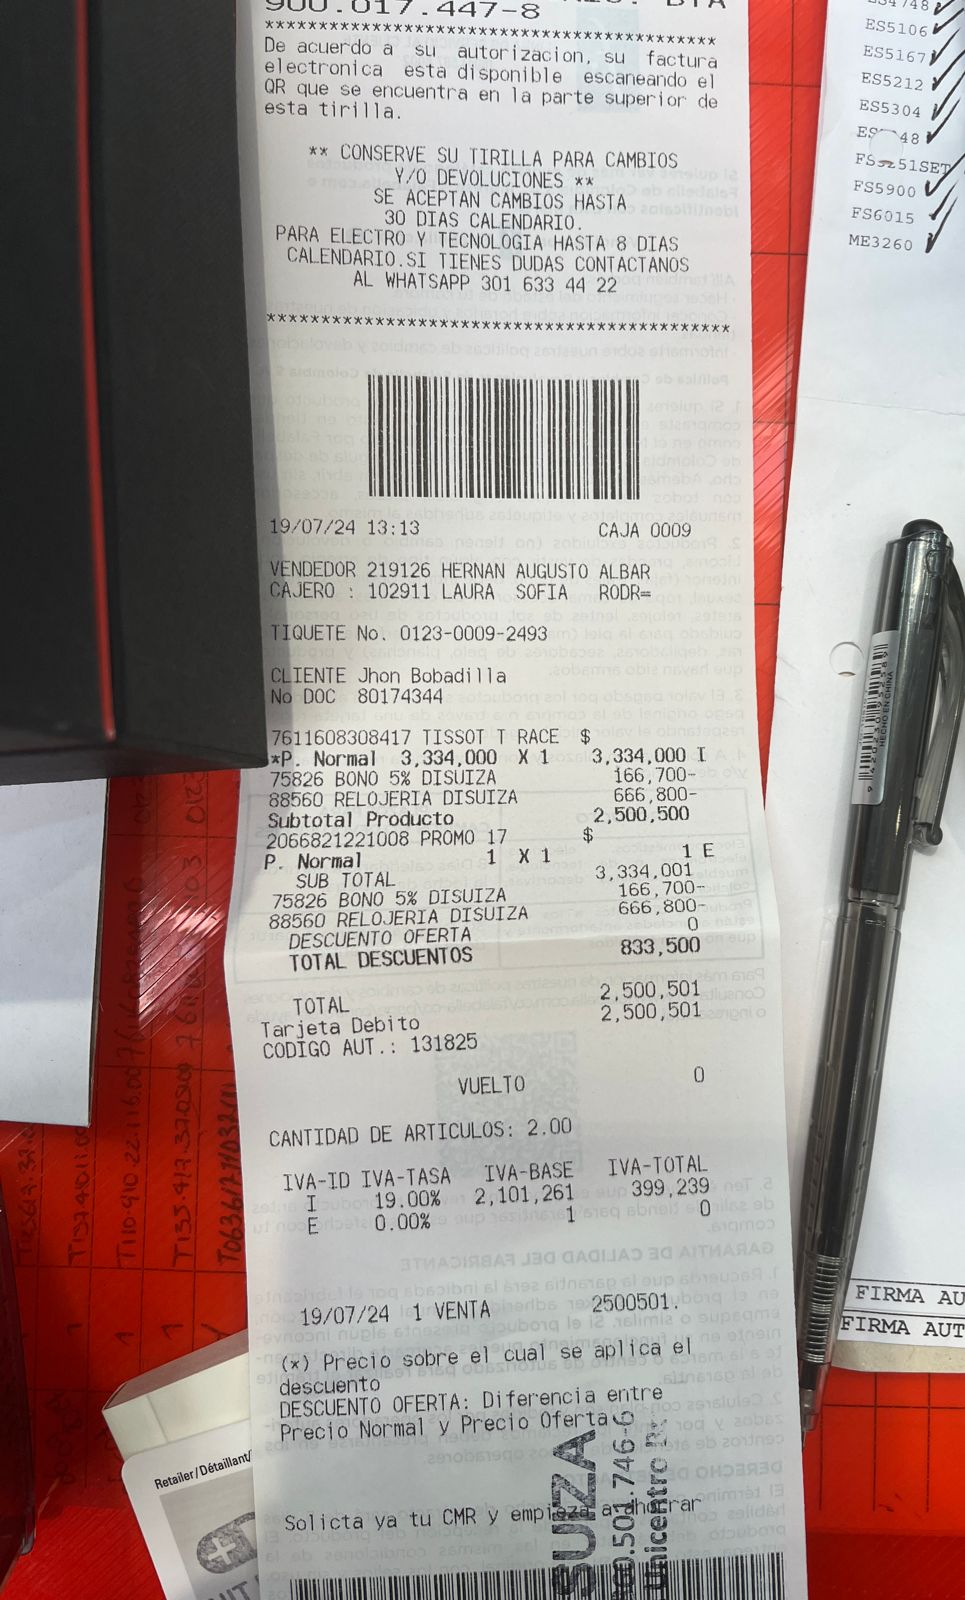 900.017.447-8
****************************************
De acuerdo a su autorizacion, su factura
electronica esta disponible escaneando el
QR que se encuentra en la parte superior de
esta tirilla.
** CONSERVE SU TIRILLA PARA CAMBIOS
Y/O DEVOLUCIONES **
SE ACEPTAN CAMBIOS HASTA
30 DIAS CALENDARIO.
PARA ELECTRO Y TECNOLOGIA HASTA 8 DIAS
CALENDARIO.SI TIENES DUDAS CONTACTANOS
AL WHATSAPP 301 633 44 22
****************************************
19/07/24 13:13 CAJA 0009
VENDEDOR 219126 HERNAN AUGUSTO ALBAR
CAJERO : 102911 LAURA SOFIA RODR=
TIQUETE No. 0123-0009-2493
CLIENTE Jhon Bobadilla
No DOC 80174344
7611608308417 TISSOT T RACE $
*P. Normal 3,334,000 X 1 3,334,000 I
75826 BONO 5% DISUIZA 166,700-
88560 RELOJERIA DISUIZA 666,800-
Subtotal Producto 2,500,500
2066821221008 PROMO 17 $
P. Normal 1 X 1 1 E
SUB TOTAL 3,334,001
75826 BONO 5% DISUIZA 166,700-
88560 RELOJERIA DISUIZA 666,800-
DESCUENTO OFERTA 0
TOTAL DESCUENTOS 833,500
TOTAL 2,500,501
Tarjeta Debito 2,500,501
CODIGO AUT.: 131825
VUELTO 0
CANTIDAD DE ARTICULOS: 2.00
IVA-ID IVA-TASA IVA-BASE IVA-TOTAL
I 19.00% 2,101,261 399,239
E 0.00% 1 0
19/07/24 1 VENTA 2500501.
(*) Precio sobre el cual se aplica el
descuento
DESCUENTO OFERTA: Diferencia entre
Precio Normal y Precio Oferta
Solicta ya tu CMR y empieza a ahorrar
SUIZA
00.501.746-6
Unicentro
Retailer/Détaillant/
ES4748
ES5106
ES5167
ES5212
ES5304
FS5900
FS6015
ME3260
HECHO EN CHINA
FIRMA AU
FIRMA AUT